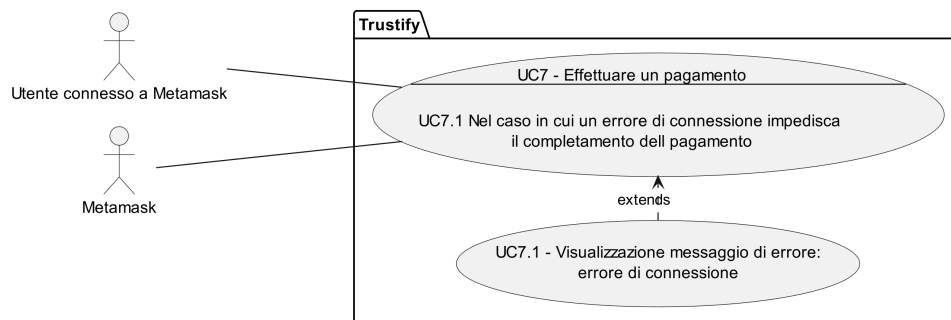 Trustify
Utente connesso a Metamask
Metamask
UC7 - Effettuare un pagamento
UC7.1 Nel caso in cui un errore di connessione impedisca
il completamento dell pagamento
extends
UC7.1 - Visualizzazione messaggio di errore:
errore di connessione